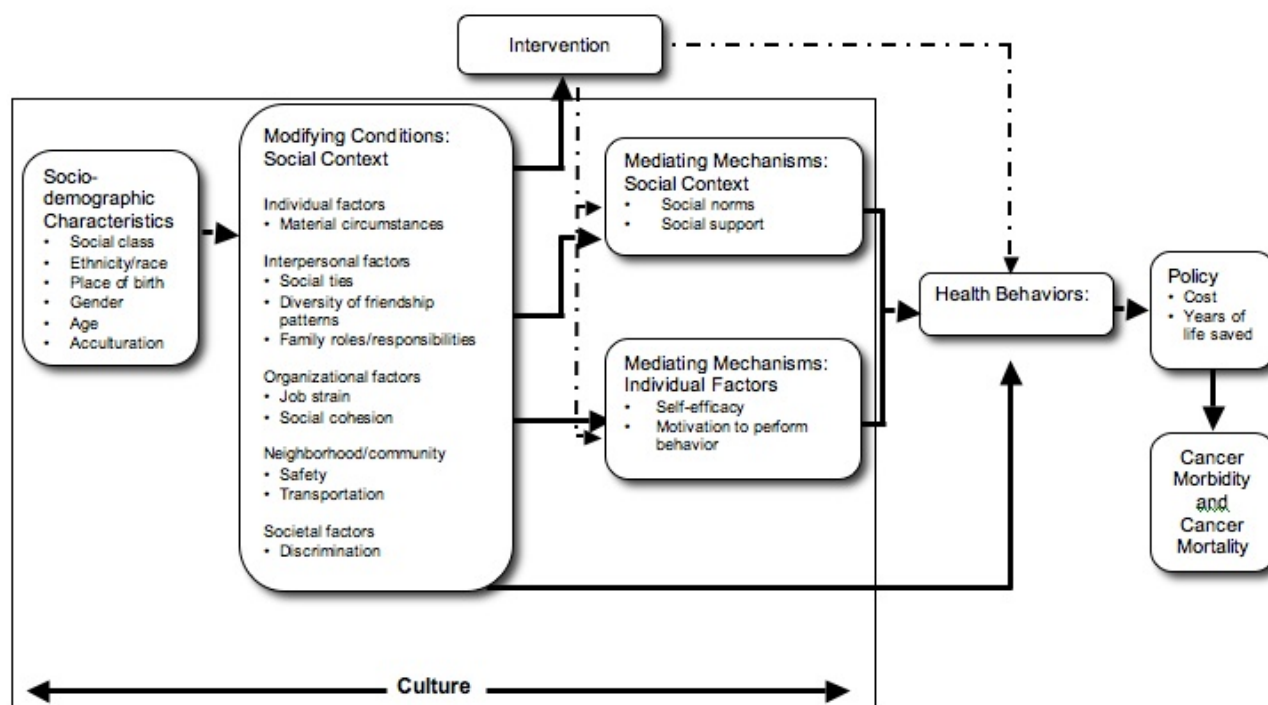 Intervention
Socio-
demographic
Characteristics
• Social class
• Ethnicity/race
• Place of birth
• Gender
• Age
• Acculturation
Modifying Conditions:
Social Context
Individual factors
• Material circumstances
Interpersonal factors
• Social ties
• Diversity of friendship
patterns
• Family roles/responsibilities
Organizational factors
• Job strain
• Social cohesion
Neighborhood/community
• Safety
• Transportation
Societal factors
• Discrimination
Mediating Mechanisms:
Social Context
• Social norms
• Social support
Mediating Mechanisms:
Individual Factors
• Self-efficacy
• Motivation to perform
behavior
Health Behaviors:
Policy
• Cost
• Years of
life saved
Cancer
Morbidity
and
Cancer
Mortality
Culture